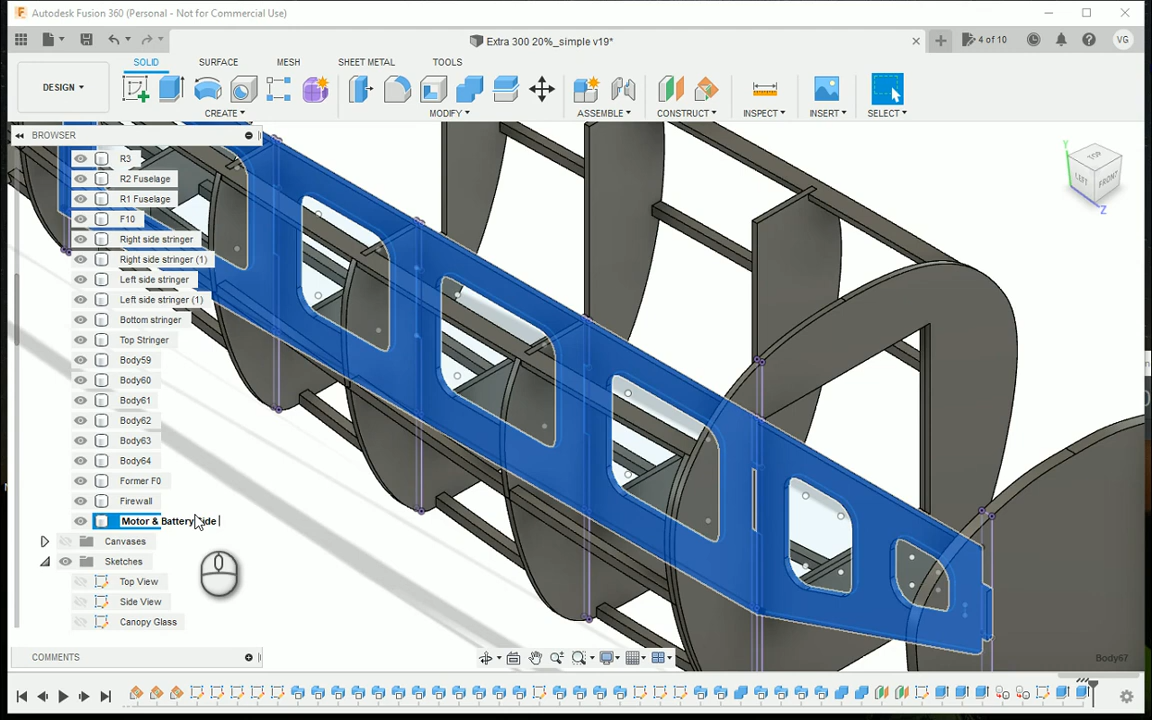 Autodesk Fusion 360 (Personal - Not for Commercial Use)
Extra 300 20%_simple v19*
4 of 10
VG
DESIGN
SOLID
SURFACE
MESH
SHEET METAL
TOOLS
CREATE
MODIFY
ASSEMBLE
CONSTRUCT
INSPECT
INSERT
SELECT
BROWSER
R3
R2 Fuselage
R1 Fuselage
F10
Right side stringer
Right side stringer (1)
Left side stringer
Left side stringer (1)
Bottom stringer
Top Stringer
Body59
Body60
Body61
Body62
Body63
Body64
Former F0
Firewall
Motor & Battery side
Canvases
Sketches
Top View
Side View
Canopy Glass
COMMENTS
Y
TOP
LEFT
FRONT
Z
Body67